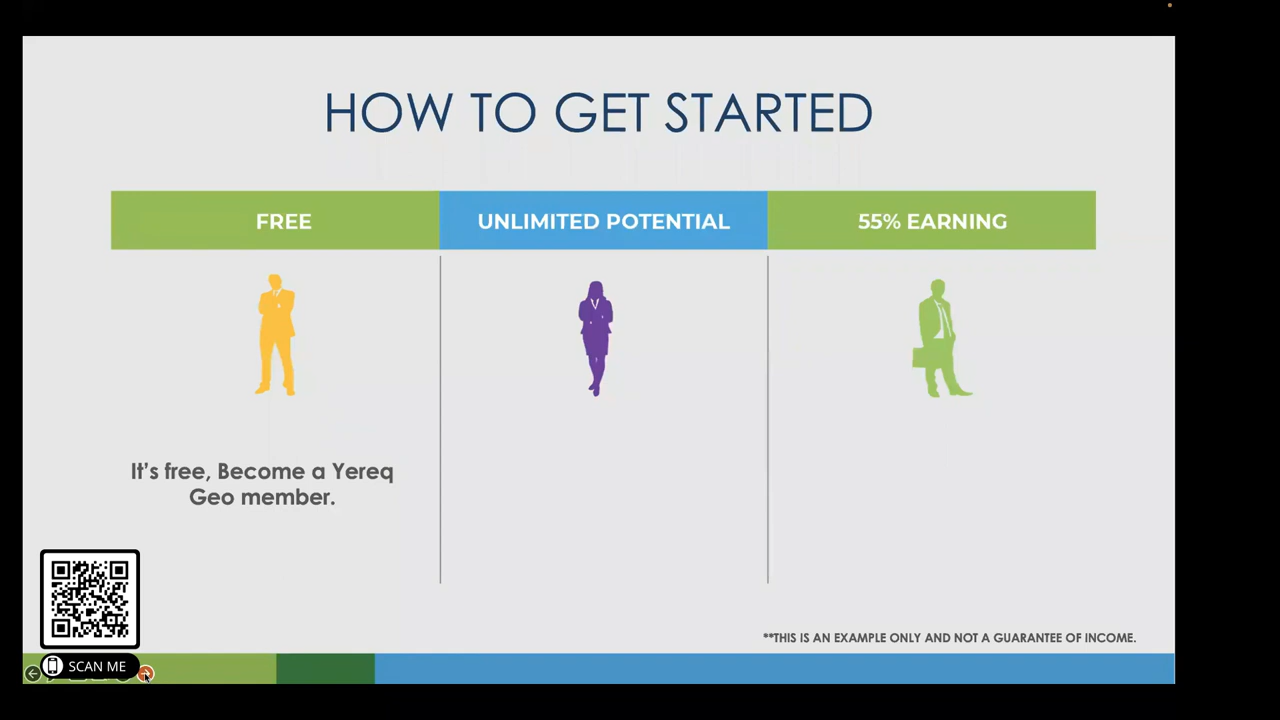 HOW TO GET STARTED
FREE
UNLIMITED POTENTIAL
55% EARNING
It's free, Become a Yereq
Geo member.
**THIS IS AN EXAMPLE ONLY AND NOT A GUARANTEE OF INCOME.
SCAN ME